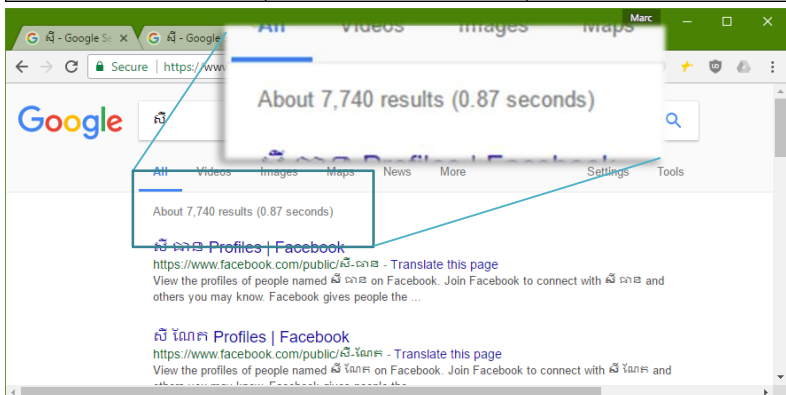 Marc
ស៊ី - Google Se
ស៊ី - Google
Secure | https://www
All Videos Images Maps
About 7,740 results (0.87 seconds)
Google ស៊ី
All Videos Images Maps News More Settings Tools
About 7,740 results (0.87 seconds)
ស៊ី ឆាន Profiles | Facebook
https://www.facebook.com/public/ស៊ី-ឆាន - Translate this page
View the profiles of people named ស៊ី ឆាន on Facebook. Join Facebook to connect with ស៊ី ឆាន and
others you may know. Facebook gives people the ...
ស៊ី ណែត Profiles | Facebook
https://www.facebook.com/public/ស៊ី-ណែត - Translate this page
View the profiles of people named ស៊ី ណែត on Facebook. Join Facebook to connect with ស៊ី ណែត and